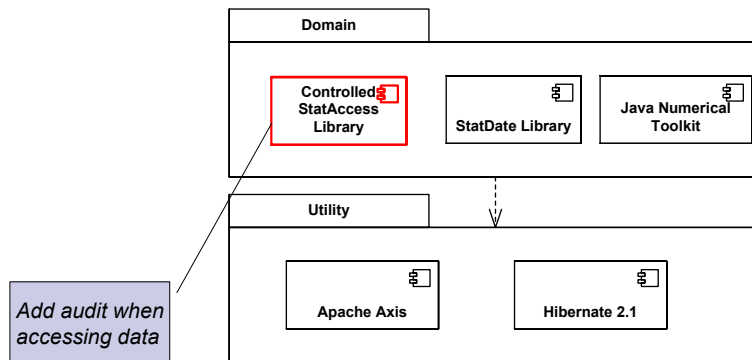 Domain
Controlled
StatAccess
Library
StatDate Library
Java Numerical
Toolkit
Utility
Apache Axis
Hibernate 2.1
Add audit when
accessing data